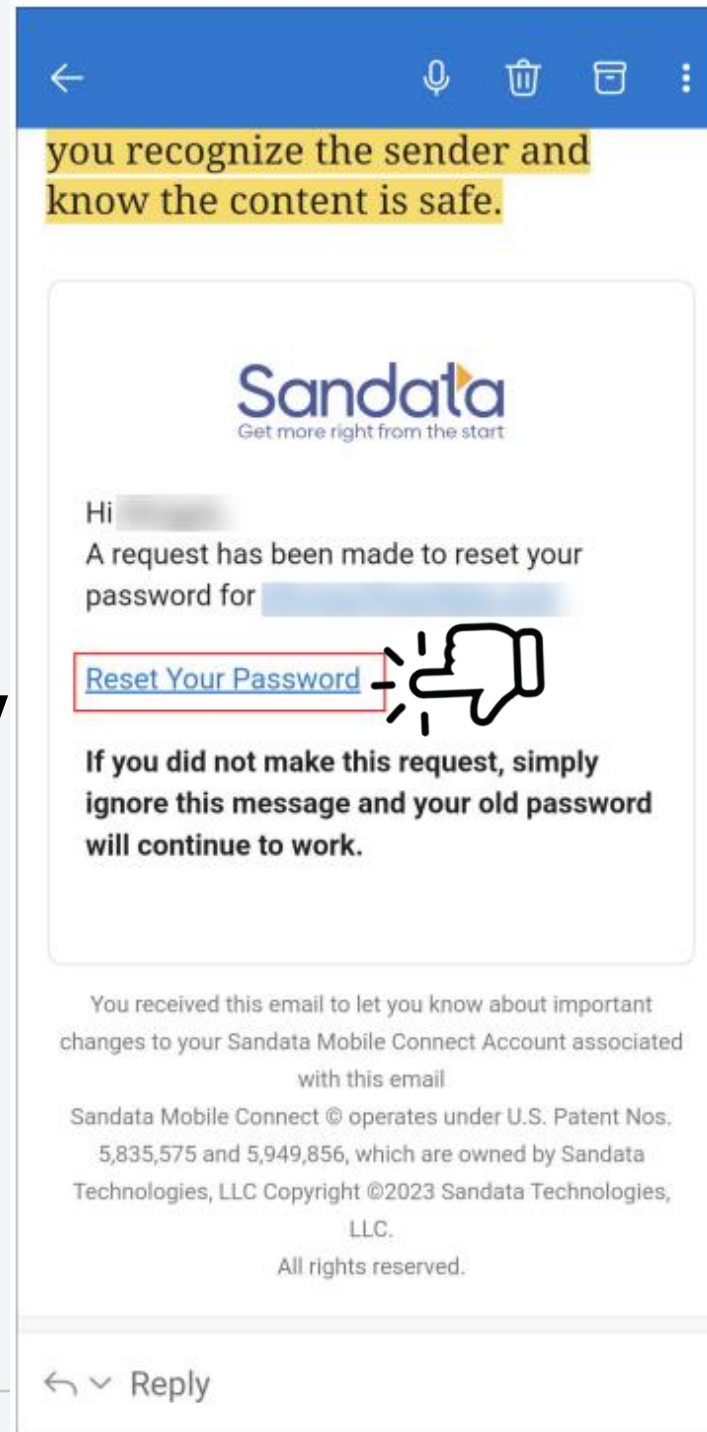 you recognize the sender and
know the content is safe.
Sandata
Get more right from the start
Hi
A request has been made to reset your
password for
Reset Your Password
If you did not make this request, simply
ignore this message and your old password
will continue to work.
You received this email to let you know about important
changes to your Sandata Mobile Connect Account associated
with this email
Sandata Mobile Connect © operates under U.S. Patent Nos.
5,835,575 and 5,949,856, which are owned by Sandata
Technologies, LLC Copyright ©2023 Sandata Technologies,
LLC.
All rights reserved.
Reply